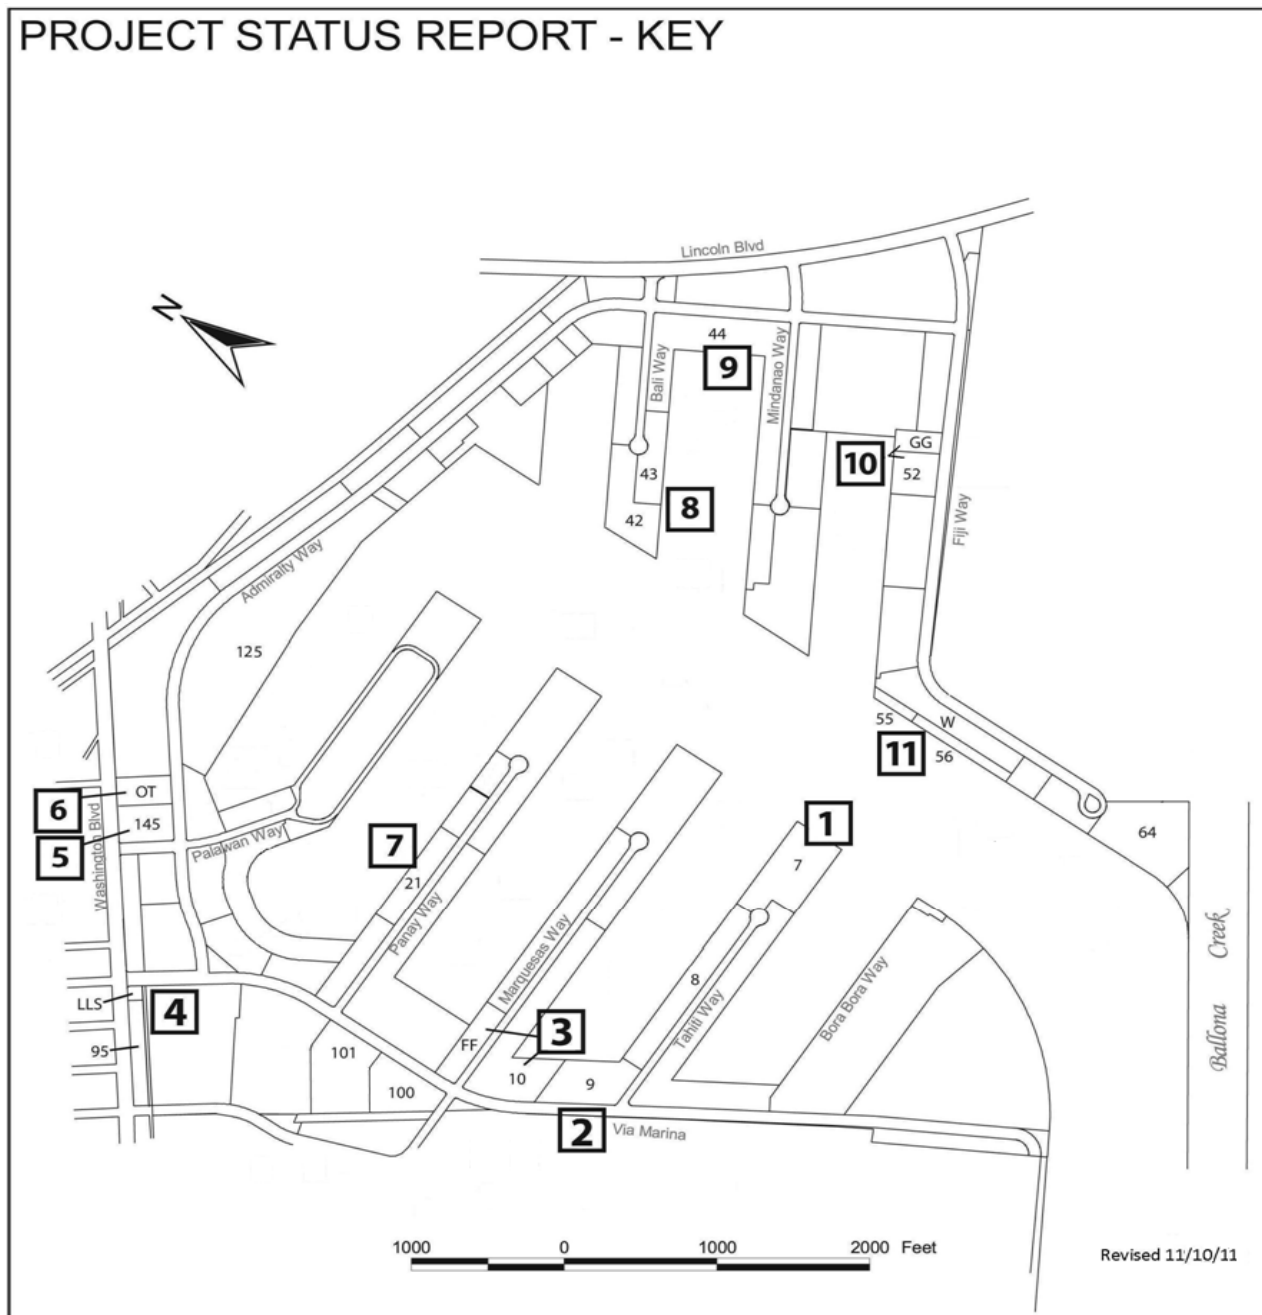 PROJECT STATUS REPORT - KEY
Lincoln Blvd
N
44
9
Bali Way
Mindanao Way
GG
10
52
43
8
42
Fiji Way
Admiralty Way
125
55
W
11
56
OT
6
145
5
Washington Blvd
Palawan Way
1
7
64
7
21
Panay Way
Marquesas Way
8
Tahiti Way
Bora Bora Way
Ballona Creek
LLS
4
3
95
101
FF
10
9
100
2
Via Marina
1000 0 1000 2000 Feet
Revised 11/10/11